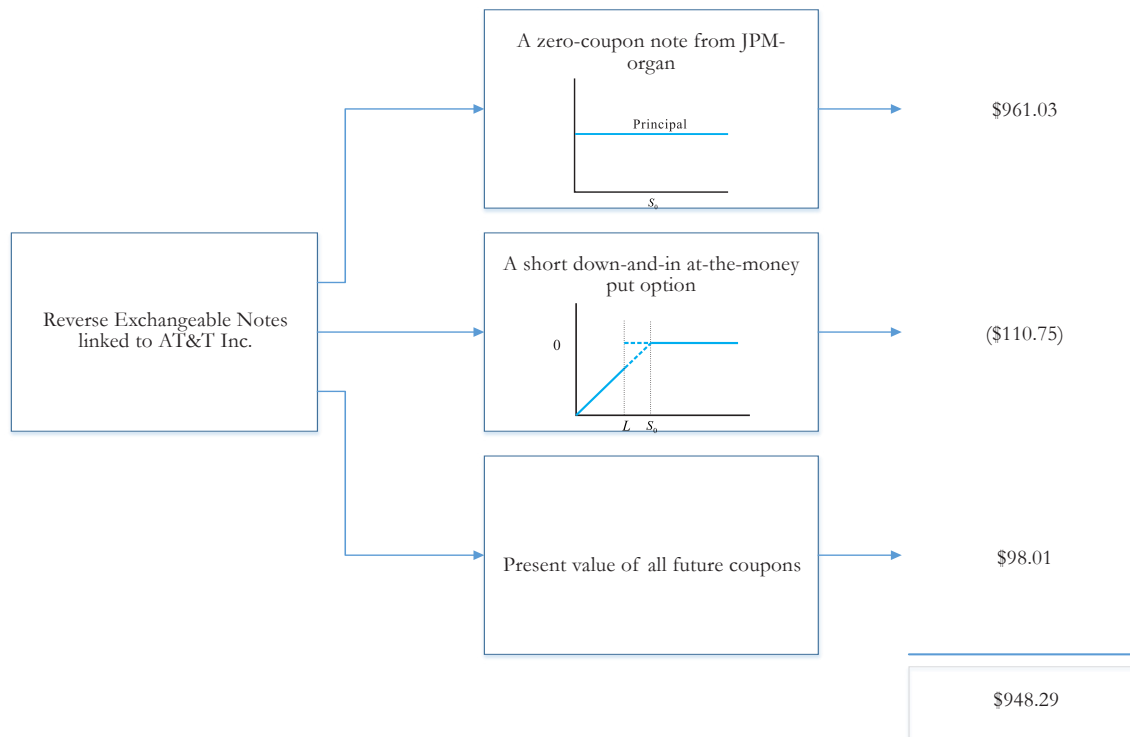 A zero-coupon note from JPM-
organ
Principal
S₀
$961.03
Reverse Exchangeable Notes
linked to AT&T Inc.
A short down-and-in at-the-money
put option
0
L S₀
($110.75)
Present value of all future coupons
$98.01
$948.29